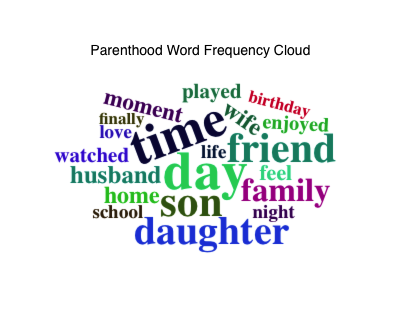 Parenthood Word Frequency Cloud
played
birthday
moment
finally
time
wife
enjoyed
love
life
friend
watched
husband
day
feel
home
son
family
school
night
daughter